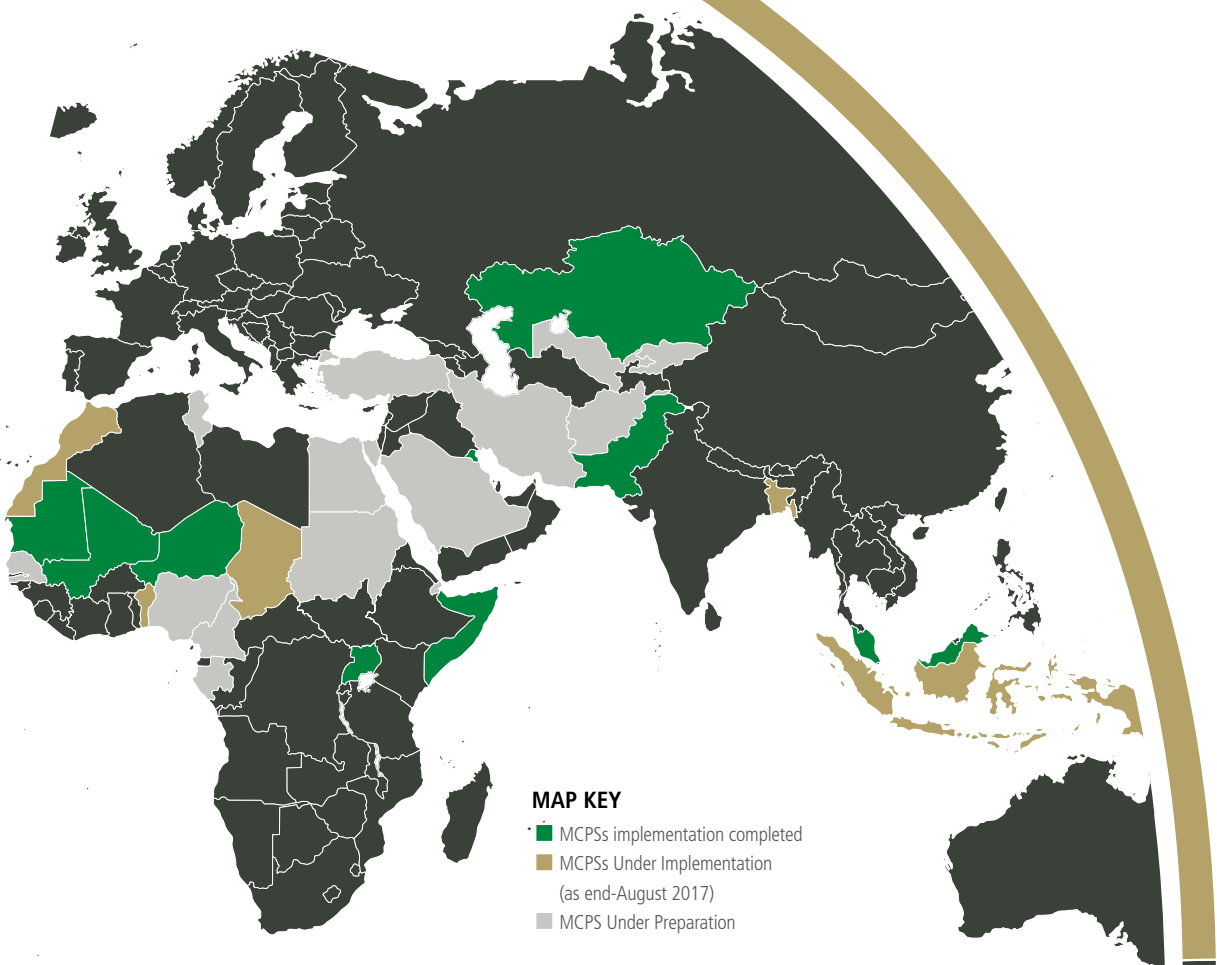 MAP KEY
MCPSs implementation completed
MCPSs Under Implementation
(as end-August 2017)
MCPS Under Preparation